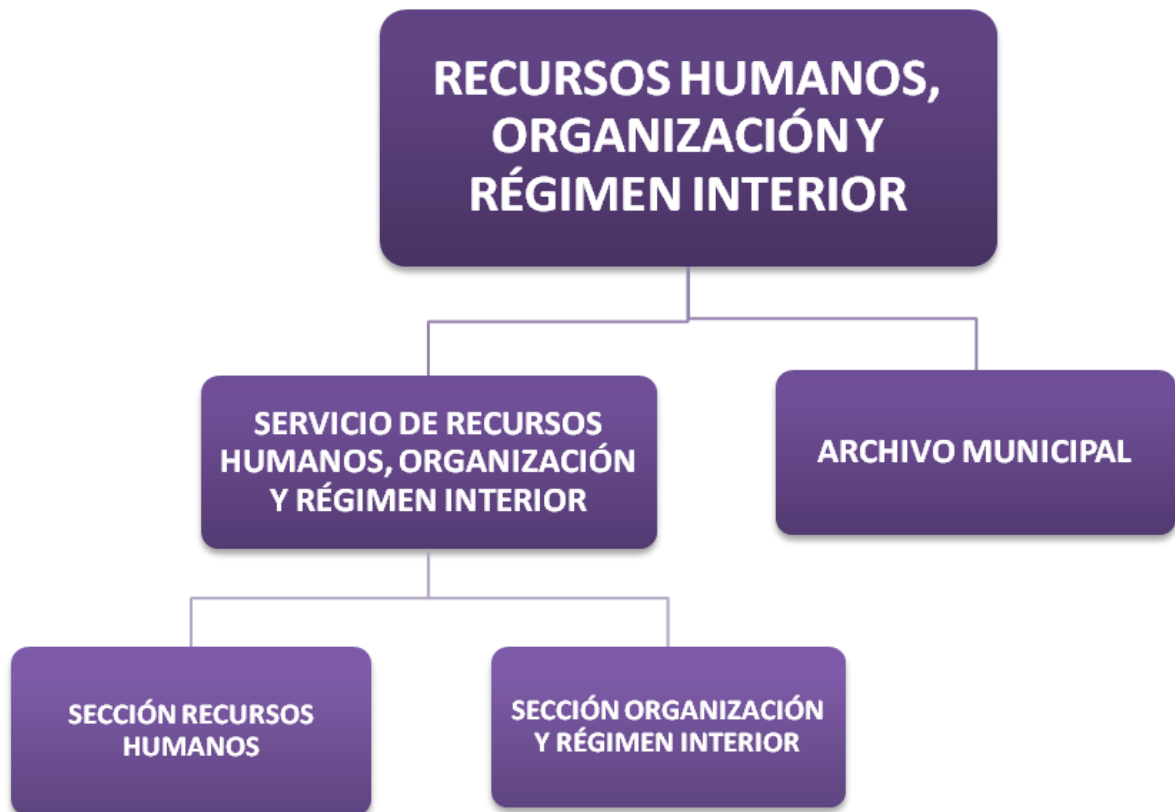 RECURSOS HUMANOS,
ORGANIZACIÓN Y
RÉGIMEN INTERIOR
SERVICIO DE RECURSOS
HUMANOS, ORGANIZACIÓN
Y RÉGIMEN INTERIOR
ARCHIVO MUNICIPAL
SECCIÓN RECURSOS
HUMANOS
SECCIÓN ORGANIZACIÓN
Y RÉGIMEN INTERIOR